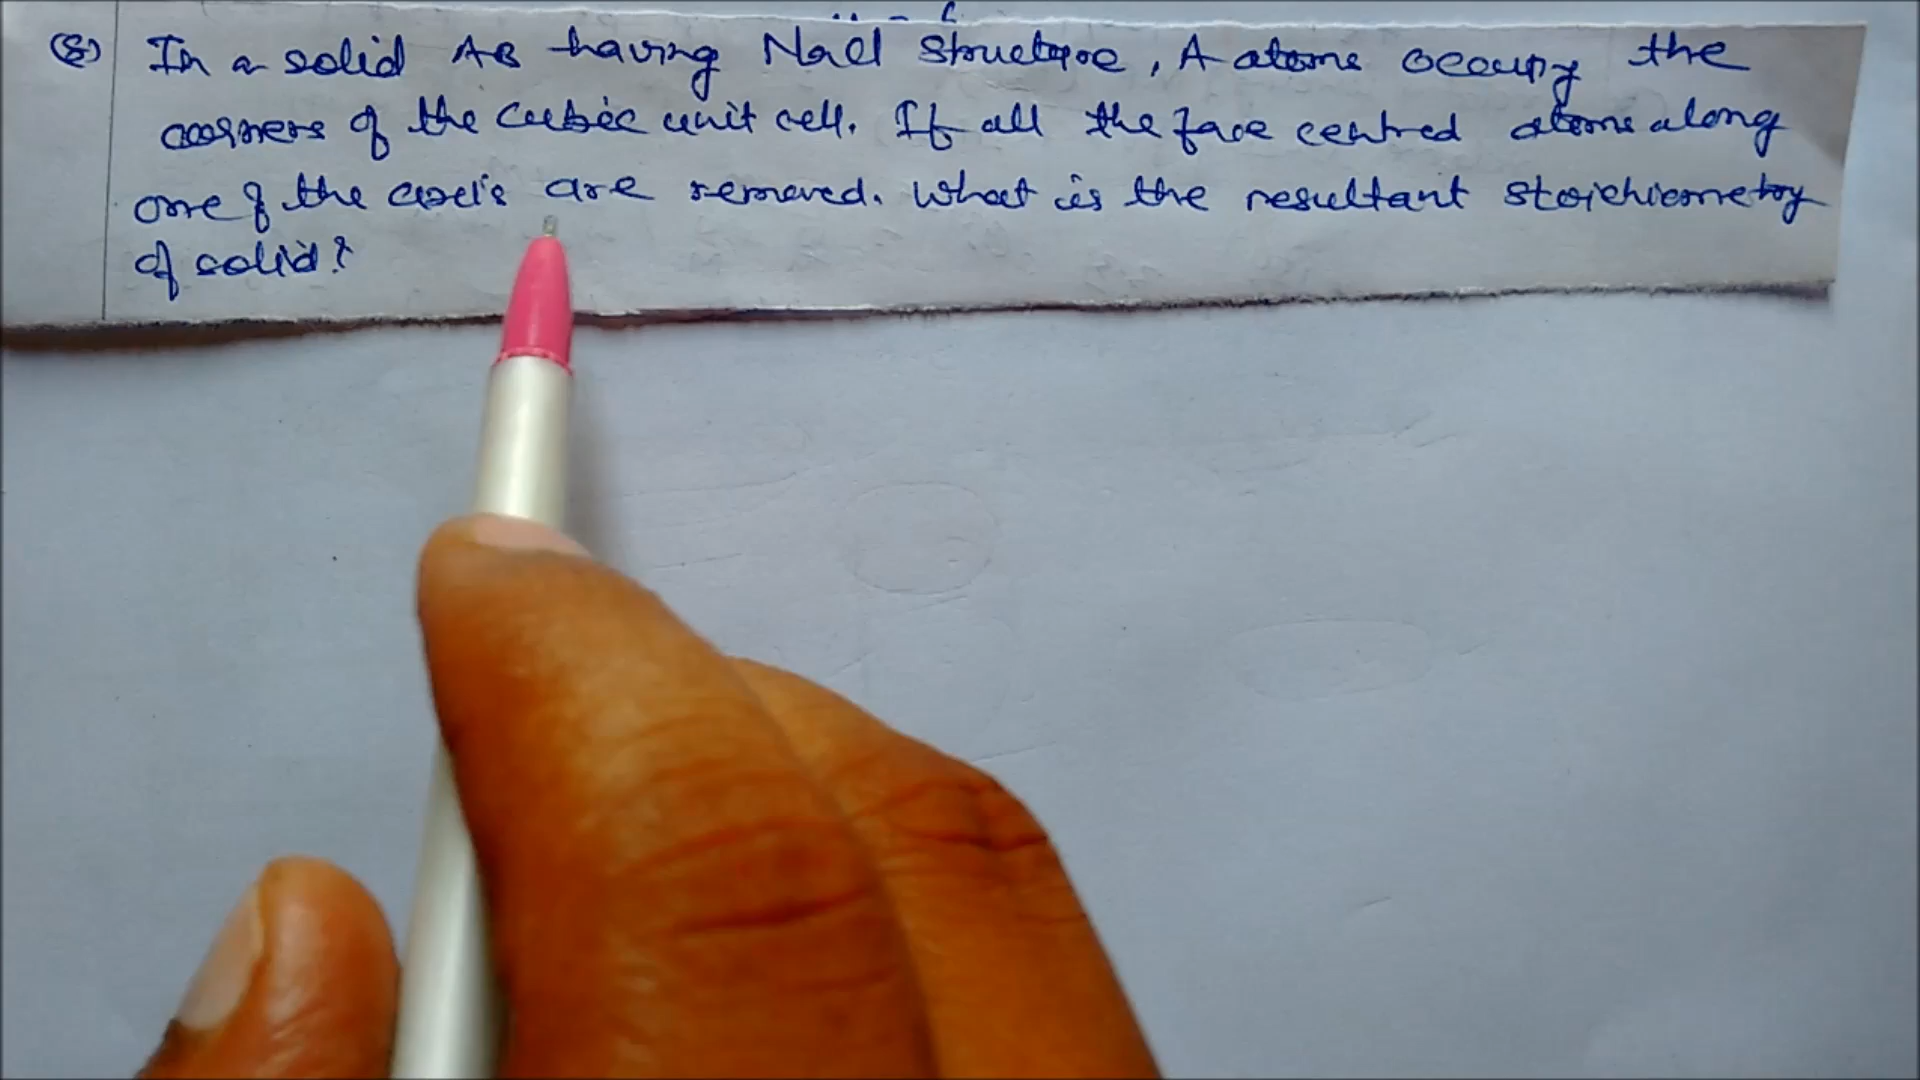 (8) In a solid AB having NaCl structure, A atoms occupy the
corners of the cubic unit cell. If all the face centred atoms along
one of the axis are removed. What is the resultant stoichiometry
of solid?